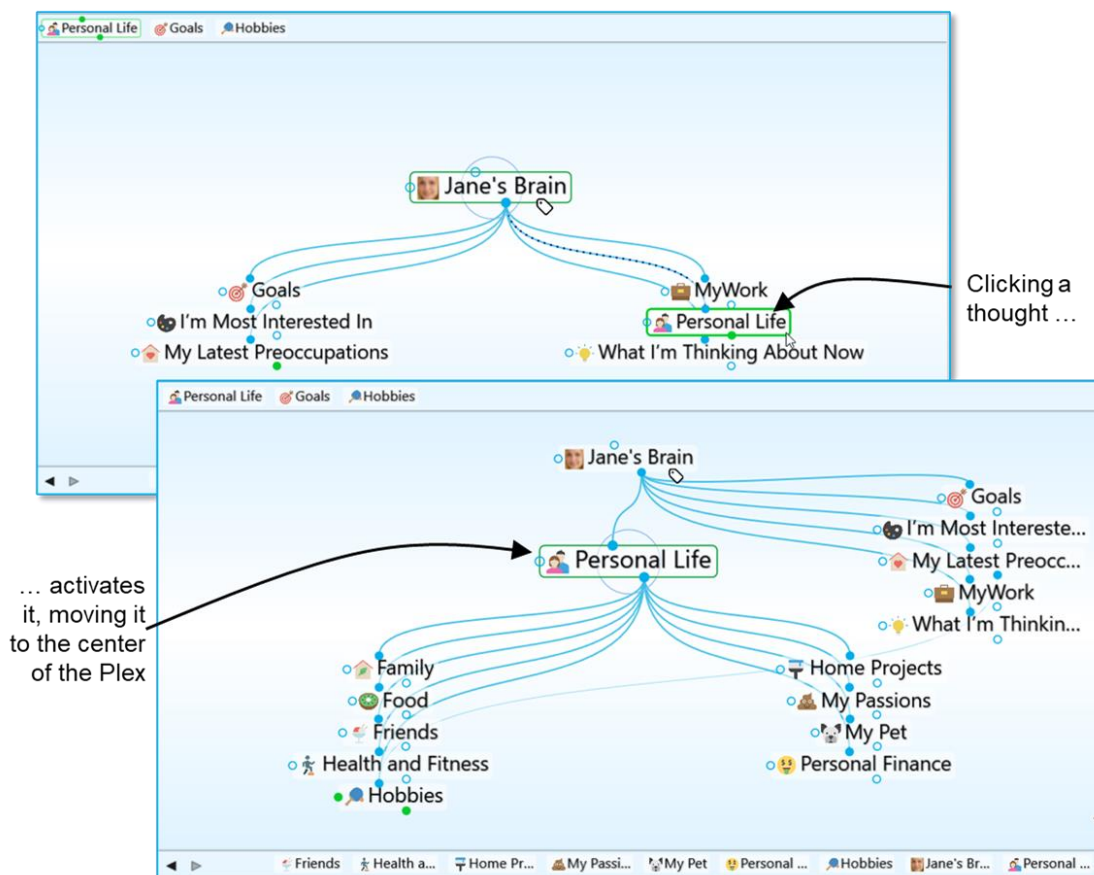 Personal Life Goals Hobbies
Jane's Brain
Goals
I'm Most Interested In
My Latest Preoccupations
MyWork
Personal Life
What I'm Thinking About Now
Clicking a
thought …
Personal Life Goals Hobbies
Jane's Brain
Goals
I'm Most Intereste...
My Latest Preocc...
MyWork
What I'm Thinkin...
Personal Life
… activates
it, moving it
to the center
of the Plex
Family
Food
Friends
Health and Fitness
Hobbies
Home Projects
My Passions
My Pet
Personal Finance
Friends Health a... Home Pr... My Passi... My Pet Personal ... Hobbies Jane's Br... Personal ...